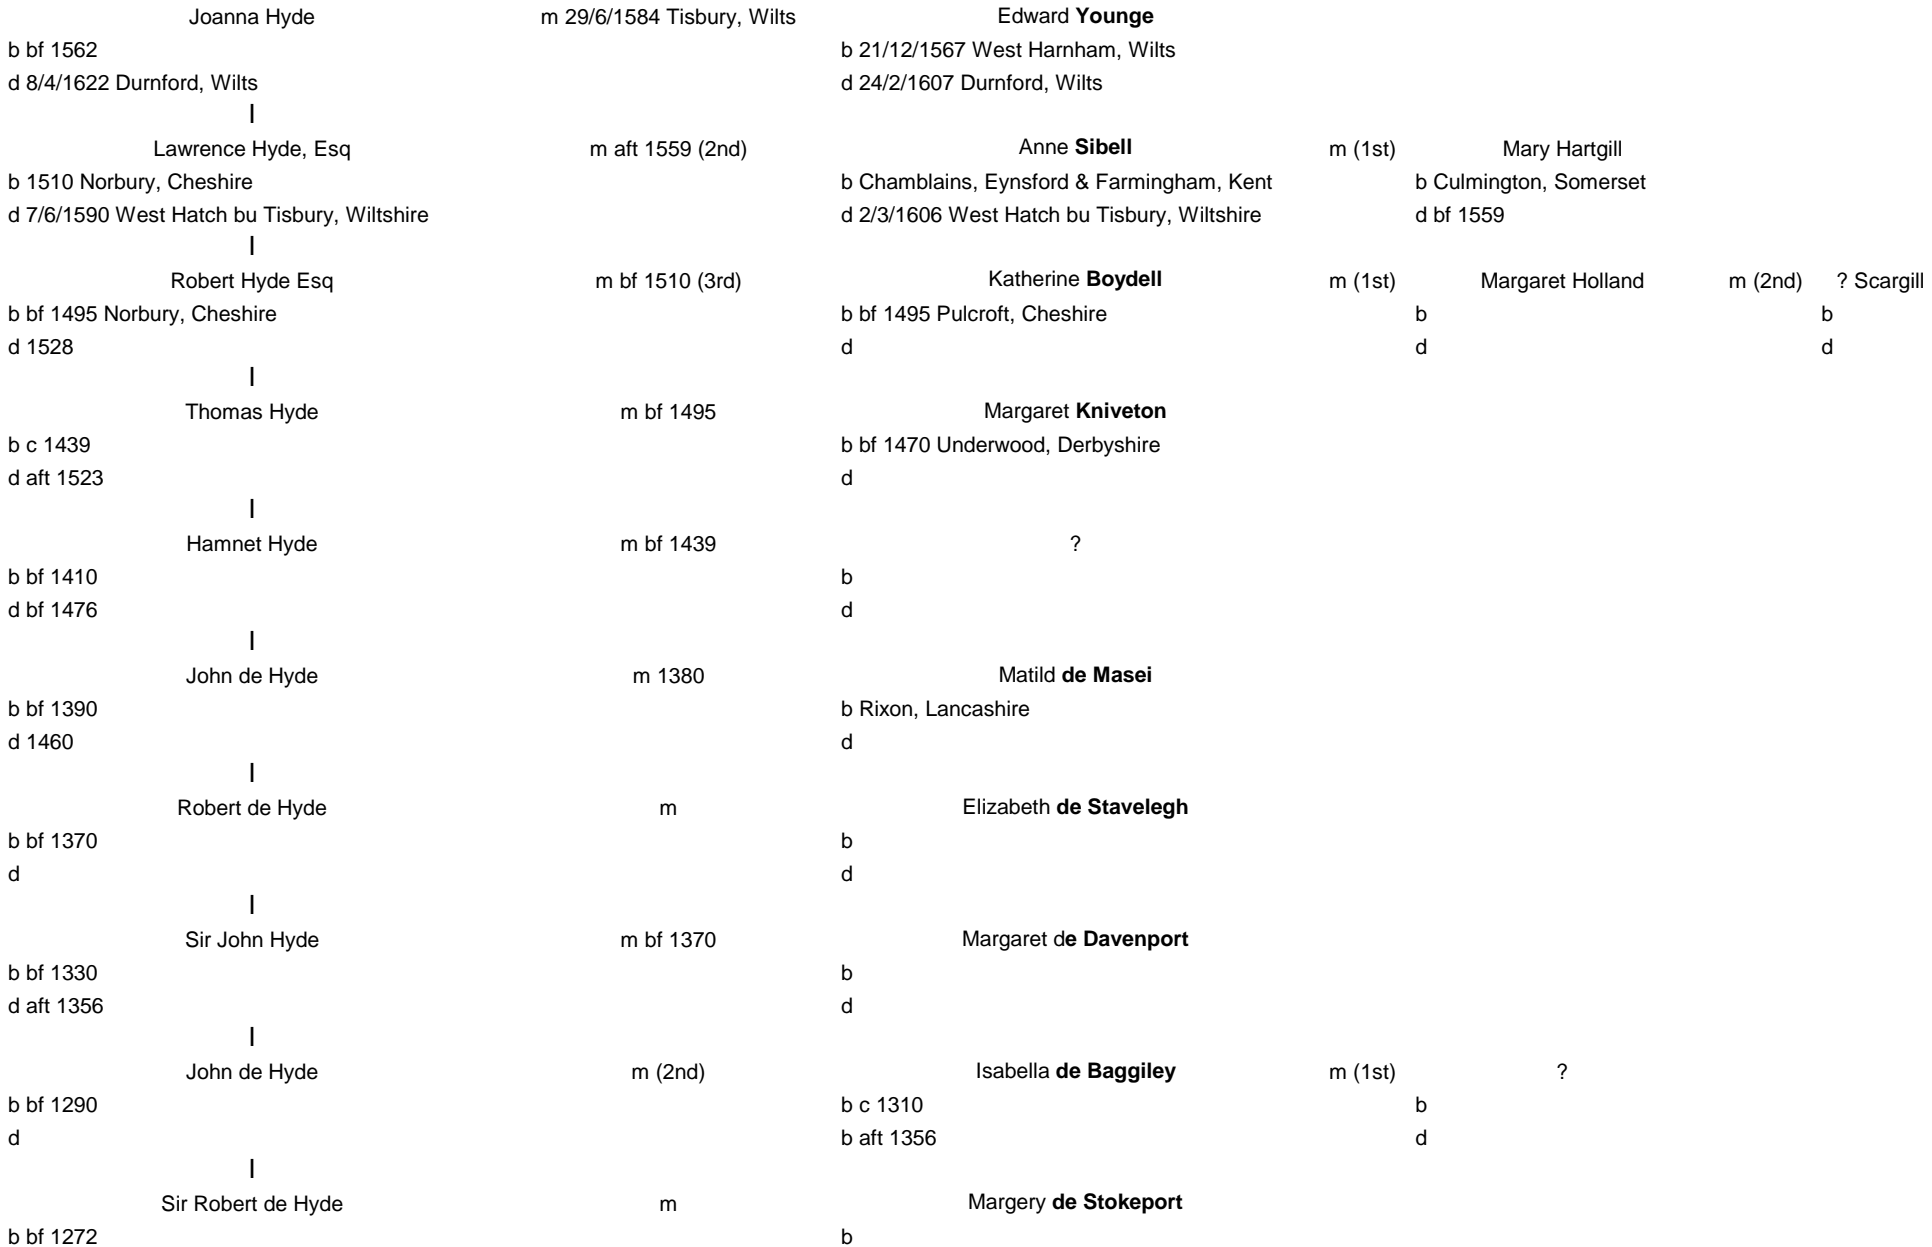 Joanna Hyde m 29/6/1584 Tisbury, Wilts Edward Younge
b bf 1562 b 21/12/1567 West Harnham, Wilts
d 8/4/1622 Durnford, Wilts d 24/2/1607 Durnford, Wilts
|
Lawrence Hyde, Esq m aft 1559 (2nd) Anne Sibell m (1st) Mary Hartgill
b 1510 Norbury, Cheshire b Chamblains, Eynsford & Farmingham, Kent b Culmington, Somerset
d 7/6/1590 West Hatch bu Tisbury, Wiltshire d 2/3/1606 West Hatch bu Tisbury, Wiltshire d bf 1559
|
Robert Hyde Esq m bf 1510 (3rd) Katherine Boydell m (1st) Margaret Holland m (2nd) ? Scargill
b bf 1495 Norbury, Cheshire b bf 1495 Pulcroft, Cheshire b b
d 1528 d d d
|
Thomas Hyde m bf 1495 Margaret Kniveton
b c 1439 b bf 1470 Underwood, Derbyshire
d aft 1523 d
|
Hamnet Hyde m bf 1439 ?
b bf 1410 b
d bf 1476 d
|
John de Hyde m 1380 Matild de Masei
b bf 1390 b Rixon, Lancashire
d 1460 d
|
Robert de Hyde m Elizabeth de Stavelegh
b bf 1370 b
d d
|
Sir John Hyde m bf 1370 Margaret de Davenport
b bf 1330 b
d aft 1356 d
|
John de Hyde m (2nd) Isabella de Baggiley m (1st) ?
b bf 1290 b c 1310 b
d b aft 1356 d
|
Sir Robert de Hyde m Margery de Stokeport
b bf 1272 b